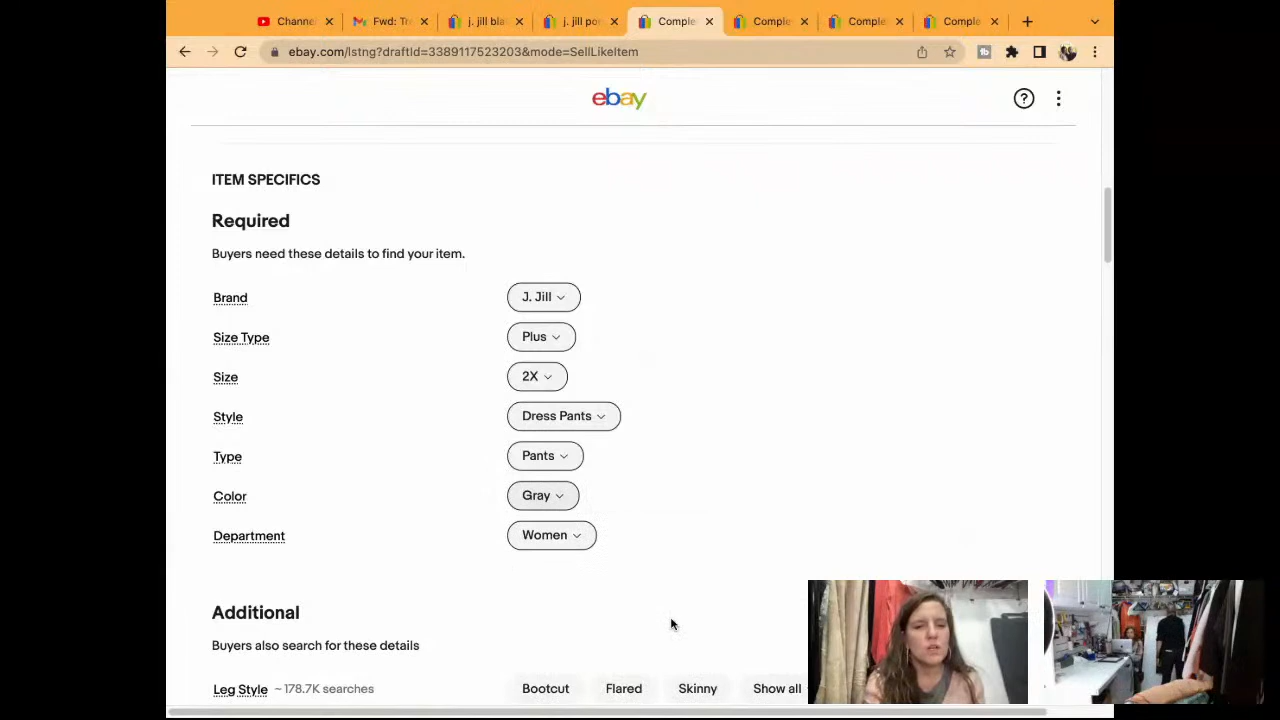 Channe
Fwd: Tr
j. jill bla
j. jill po
Comple
Comple
Comple
Comple
ebay.com/lstng?draftId=3389117523203&mode=SellLikeItem
ebay
ITEM SPECIFICS
Required
Buyers need these details to find your item.
Brand J. Jill
Size Type Plus
Size 2X
Style Dress Pants
Type Pants
Color Gray
Department Women
Additional
Buyers also search for these details
Leg Style ~ 178.7K searches Bootcut Flared Skinny Show all